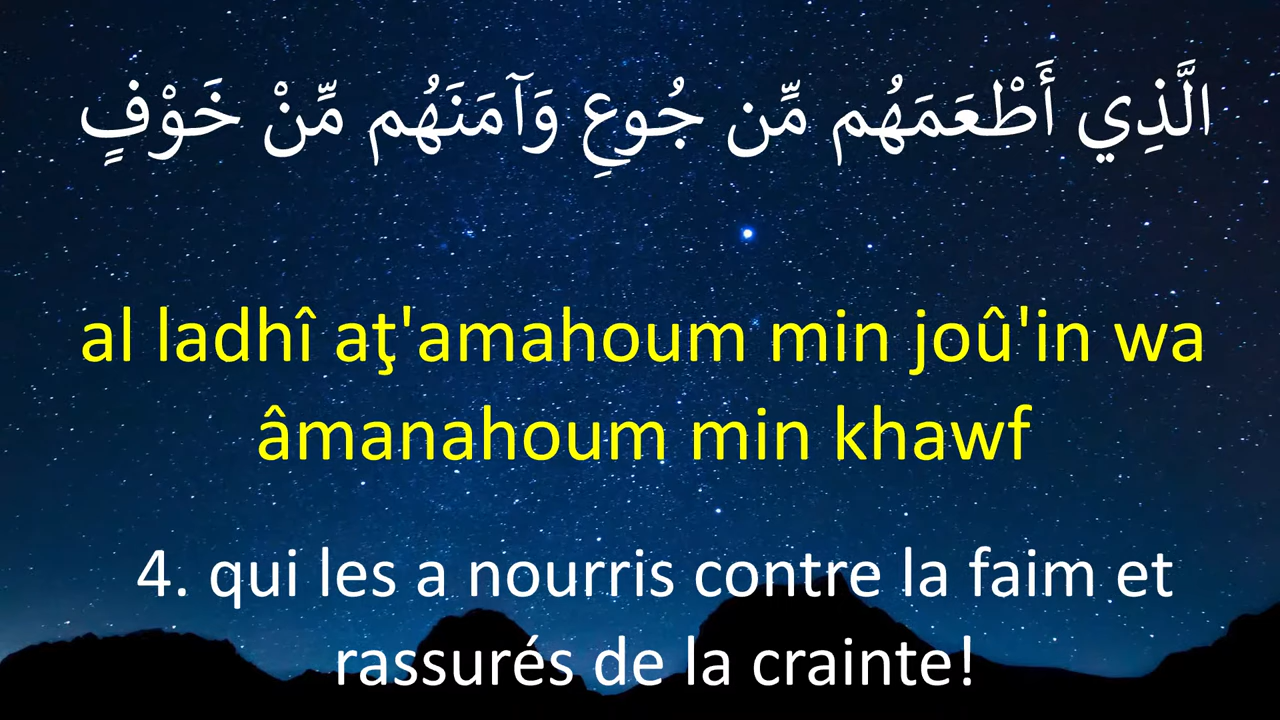 الَّذِي أَطْعَمَهُم مِّن جُوعٍ وَآمَنَهُم مِّنْ خَوْفٍ
al ladhî aţ'amahoum min joû'in wa
âmanahoum min khawf
4. qui les a nourris contre la faim et
rassurés de la crainte!